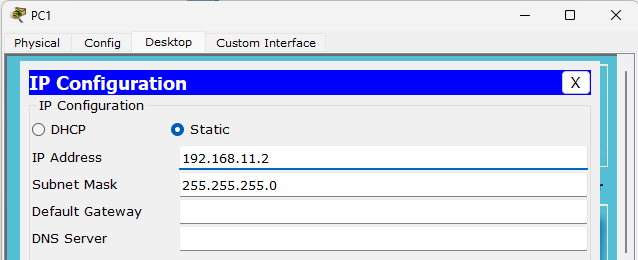 PC1
Physical Config Desktop Custom Interface
IP Configuration X
IP Configuration
DHCP Static
IP Address 192.168.11.2
Subnet Mask 255.255.255.0
Default Gateway
DNS Server